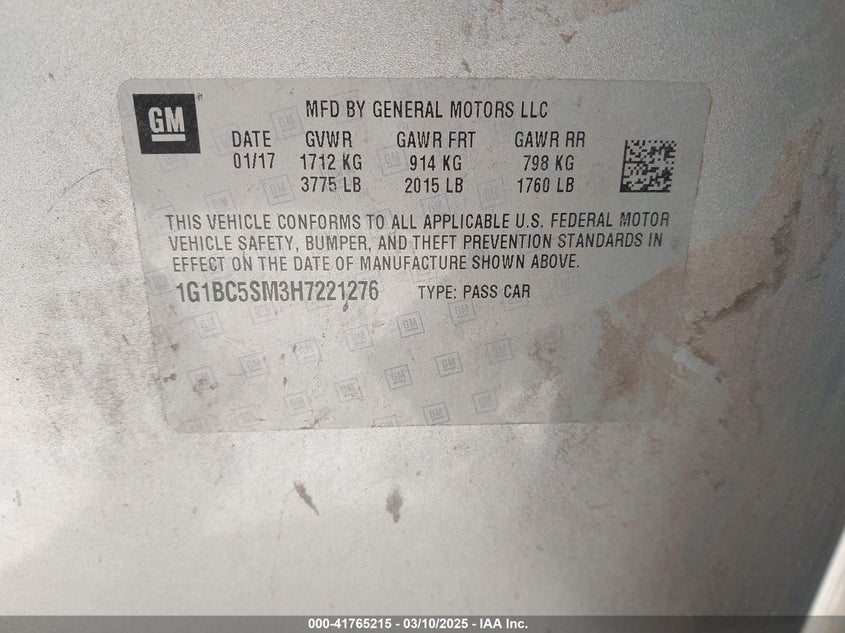 GM
MFD BY GENERAL MOTORS LLC
DATE GVWR GAWR FRT GAWR RR
01/17 1712 KG 914 KG 798 KG
3775 LB 2015 LB 1760 LB
THIS VEHICLE CONFORMS TO ALL APPLICABLE U.S. FEDERAL MOTOR
VEHICLE SAFETY, BUMPER, AND THEFT PREVENTION STANDARDS IN
EFFECT ON THE DATE OF MANUFACTURE SHOWN ABOVE.
1G1BC5SM3H7221276 TYPE: PASS CAR
000-41765215 - 03/10/2025 - IAA Inc.